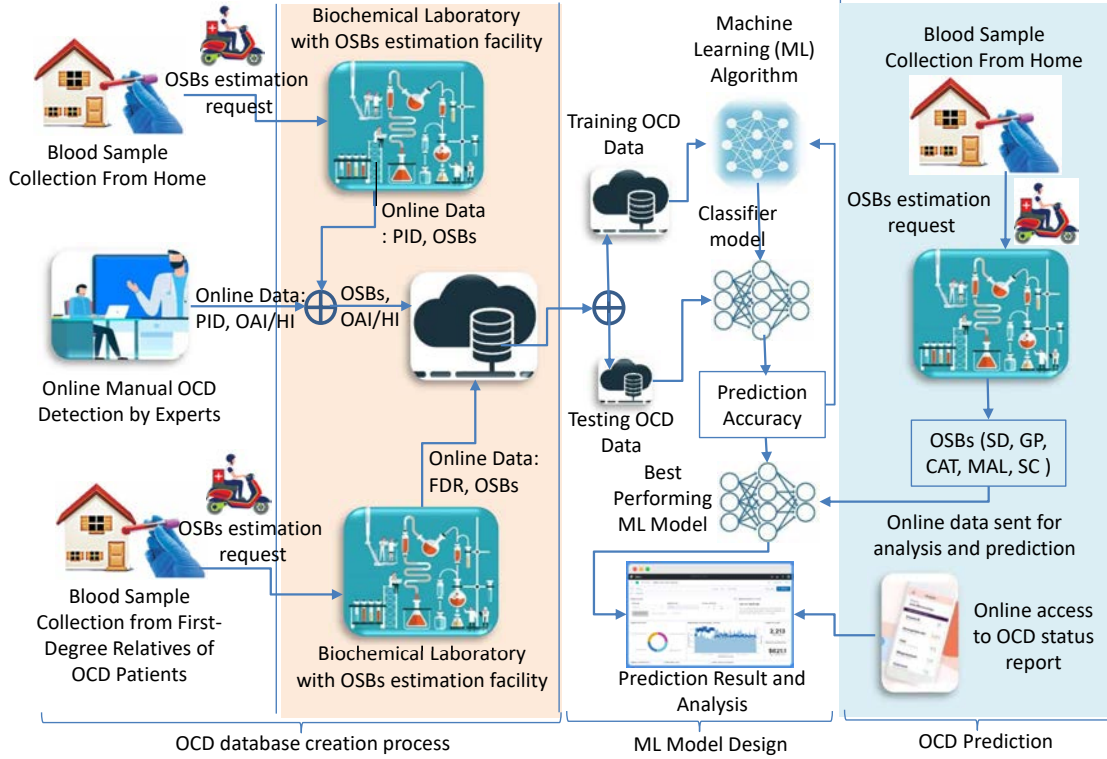 Biochemical Laboratory
with OSBs estimation facility
OSBs estimation
request
Blood Sample
Collection From Home
Online Data
: PID, OSBs
Online Data:
PID, OAI/HI
OSBs,
OAI/HI
Online Manual OCD
Detection by Experts
Online Data:
FDR, OSBs
OSBs estimation
request
Blood Sample
Collection from First-
Degree Relatives of
OCD Patients
Biochemical Laboratory
with OSBs estimation facility
OCD database creation process
Machine
Learning (ML)
Algorithm
Training OCD
Data
Classifier
model
Testing OCD
Data
Prediction
Accuracy
Best
Performing
ML Model
2,213
Prediction Result and
Analysis
ML Model Design
Blood Sample
Collection From Home
OSBs estimation
request
OSBs (SD, GP,
CAT, MAL, SC )
Online data sent for
analysis and prediction
Online access
to OCD status
report
OCD Prediction